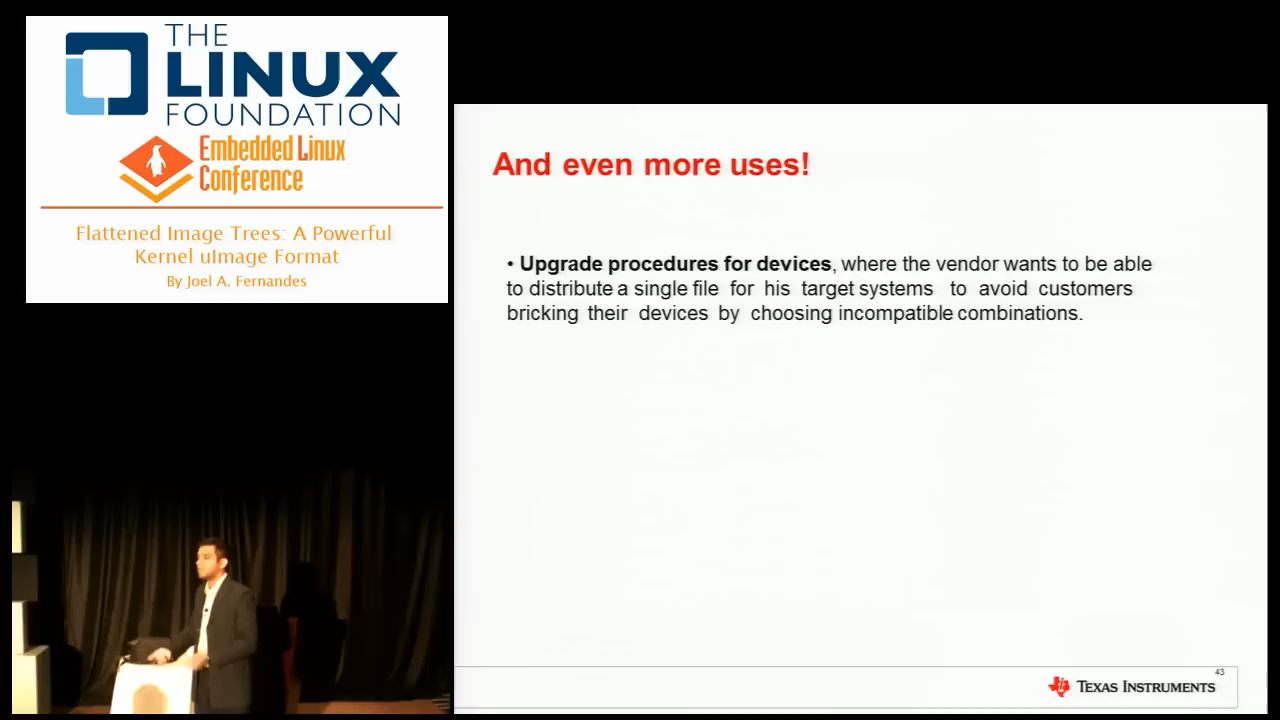 THE
LINUX
FOUNDATION
Embedded Linux
Conference
Flattened Image Trees: A Powerful
Kernel uImage Format
By Joel A. Fernandes
And even more uses!
• Upgrade procedures for devices, where the vendor wants to be able
to distribute a single file for his target systems to avoid customers
bricking their devices by choosing incompatible combinations.
43
TEXAS INSTRUMENTS